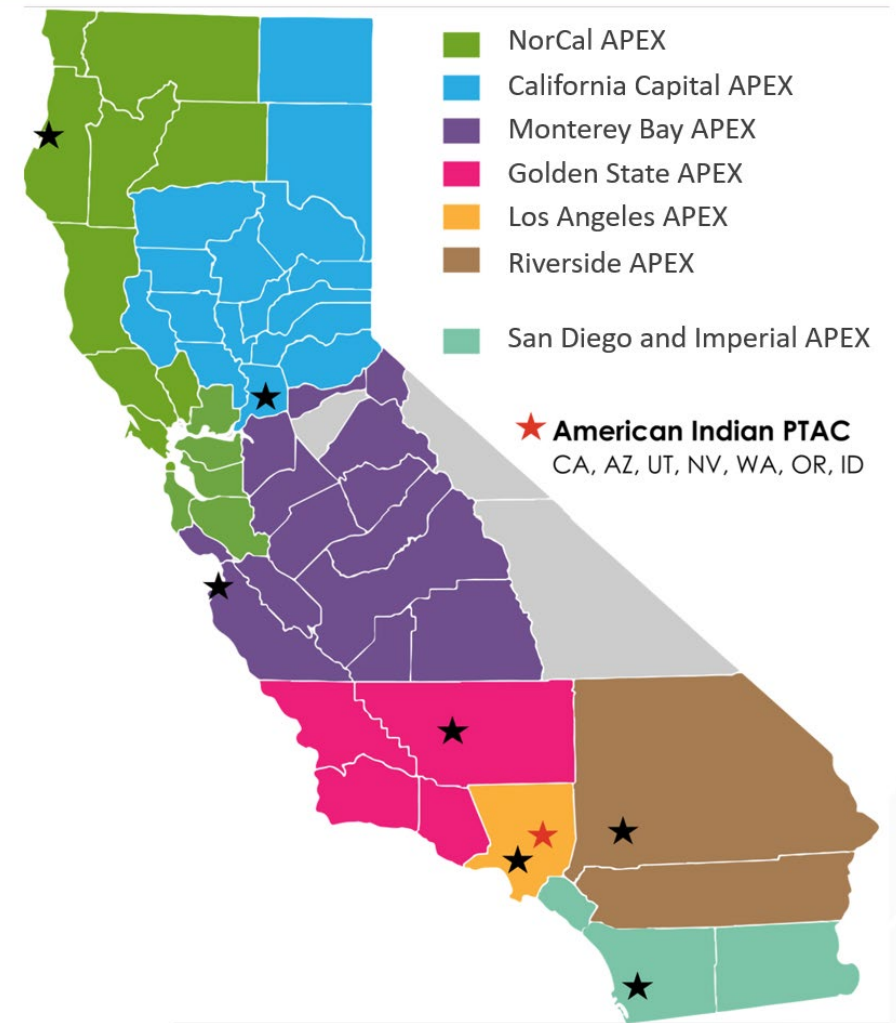 NorCal APEX
California Capital APEX
Monterey Bay APEX
Golden State APEX
Los Angeles APEX
Riverside APEX
San Diego and Imperial APEX
American Indian PTAC
CA, AZ, UT, NV, WA, OR, ID